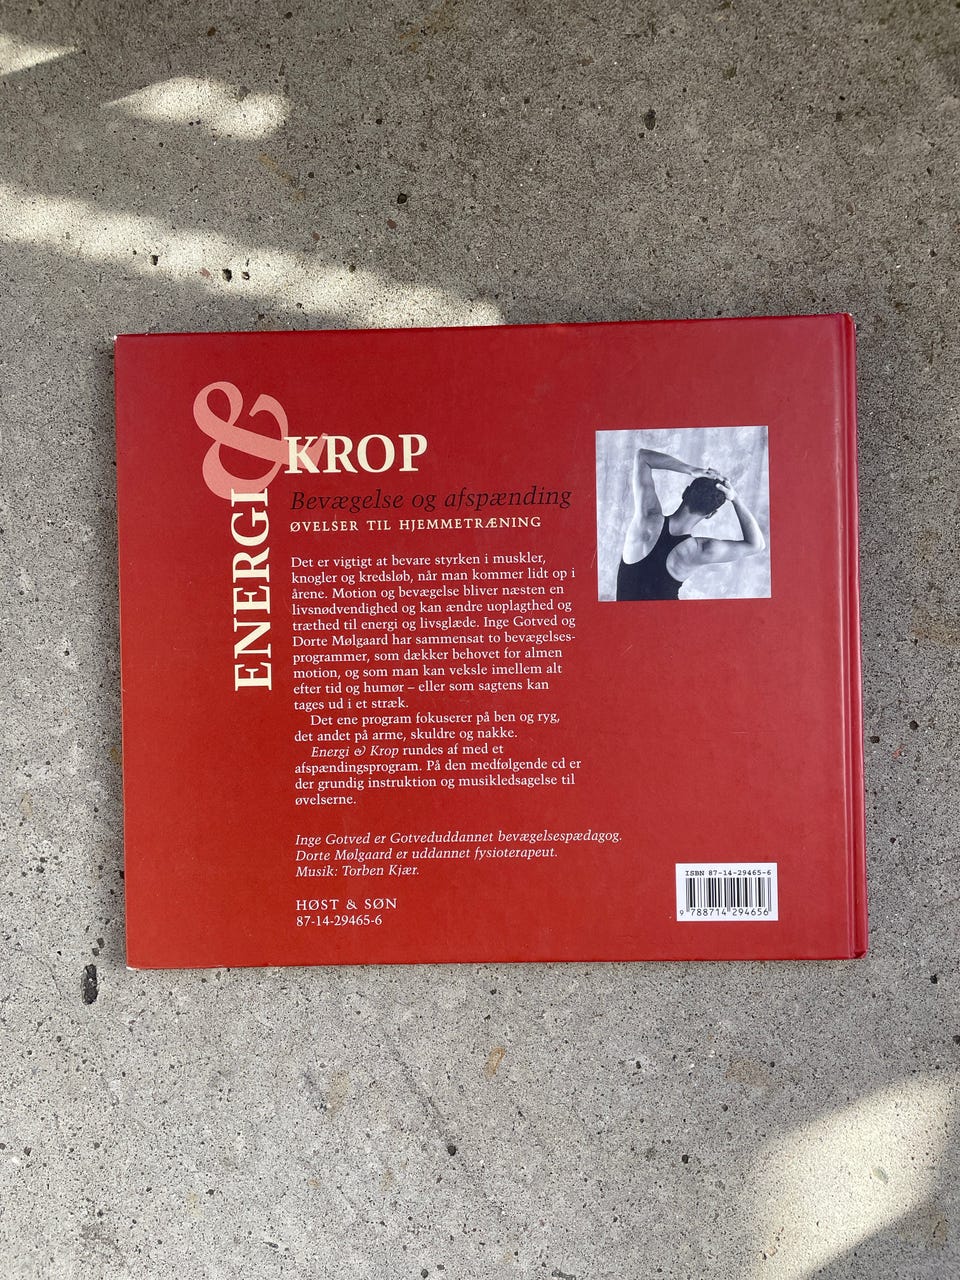 ENERGI
&
KROP
Bevægelse og afspænding
ØVELSER TIL HJEMMETRÆNING
Det er vigtigt at bevare styrken i muskler,
knogler og kredsløb, når man kommer lidt op i
årene. Motion og bevægelse bliver næsten en
livsnødvendighed og kan ændre uoplagthed og
træthed til energi og livsglæde. Inge Gotved og
Dorte Mølgaard har sammensat to bevægelses-
programmer, som dækker behovet for almen
motion, og som man kan veksle imellem alt
efter tid og humør – eller som sagtens kan
tages ud i et stræk.
Det ene program fokuserer på ben og ryg,
det andet på arme, skuldre og nakke.
Energi & Krop rundes af med et
afspændingsprogram. På den medfølgende cd er
der grundig instruktion og musikledsagelse til
øvelserne.
Inge Gotved er Gotveduddannet bevægelsespædagog.
Dorte Mølgaard er uddannet fysioterapeut.
Musik: Torben Kjær.
HØST & SØN
87-14-29465-6
ISBN 87-14-29465-6
9 788714 294656